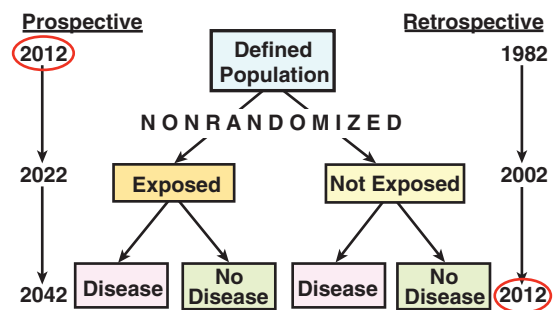 Prospective
Retrospective
2012
Defined
Population
1982
NONRANDOMIZED
2022
Exposed
Not Exposed
2002
2042
Disease
No
Disease
Disease
No
Disease
2012